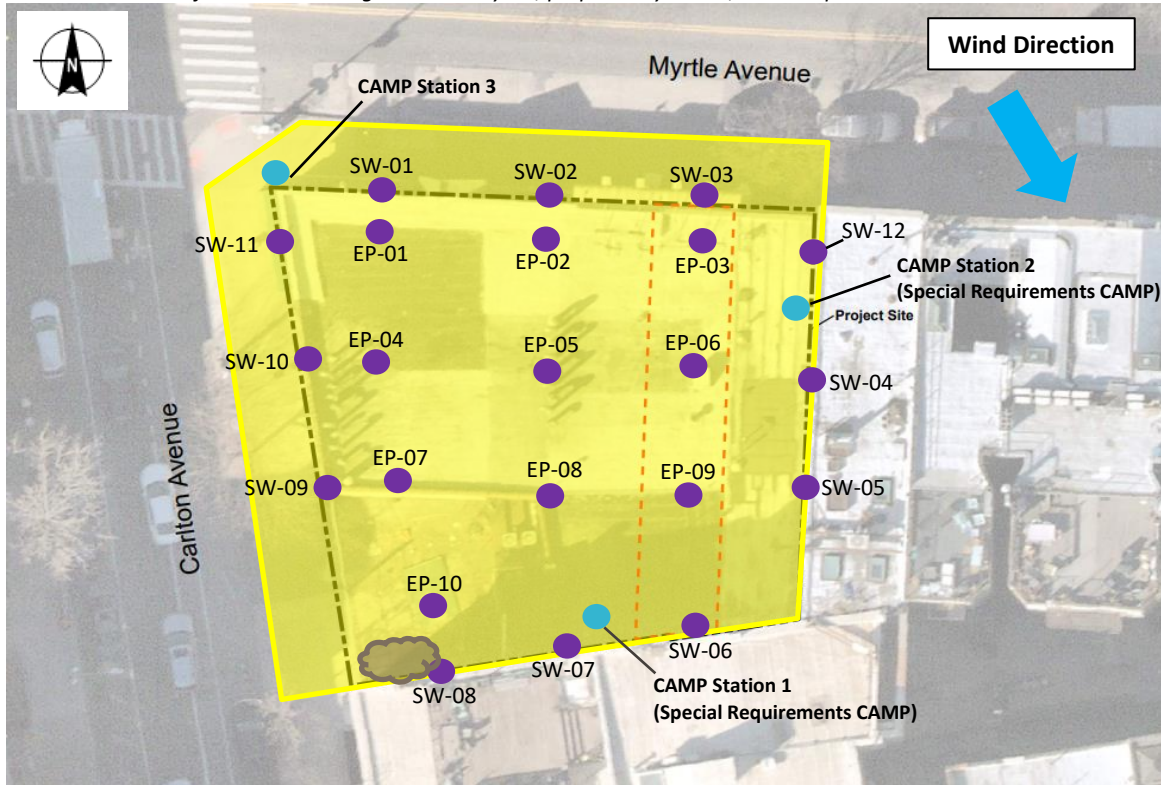 Wind Direction
N
Myrtle Avenue
CAMP Station 3
SW-01
SW-02
SW-03
SW-11
EP-01
EP-02
EP-03
SW-12
CAMP Station 2
(Special Requirements CAMP)
Project Site
SW-10
EP-04
EP-05
EP-06
SW-04
Carlton Avenue
SW-09
EP-07
EP-08
EP-09
SW-05
EP-10
SW-08
SW-07
SW-06
CAMP Station 1
(Special Requirements CAMP)